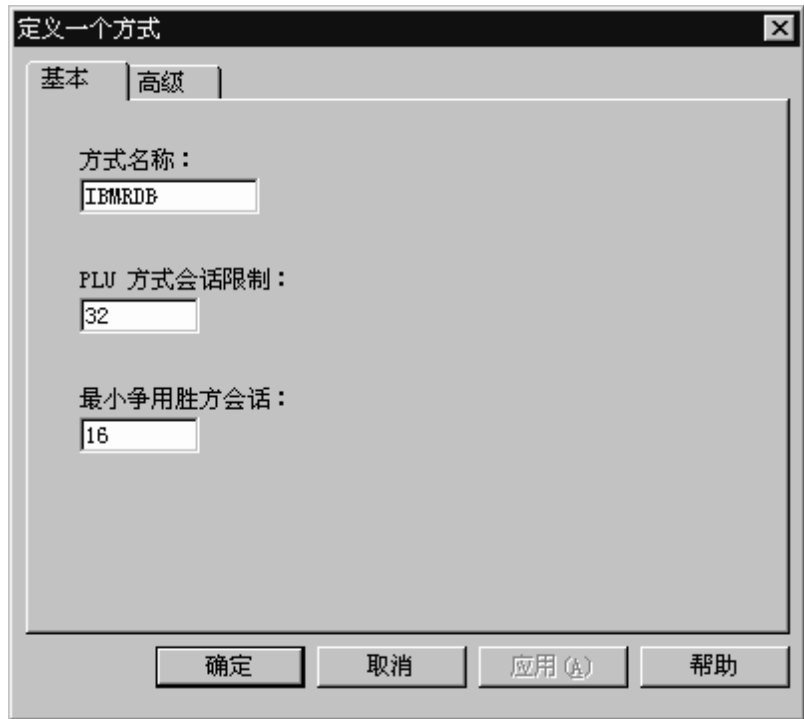 定义一个方式
基本 高级
方式名称：
IBMRDB
PLU 方式会话限制：
32
最小争用胜方会话：
16
确定 取消 应用(A) 帮助